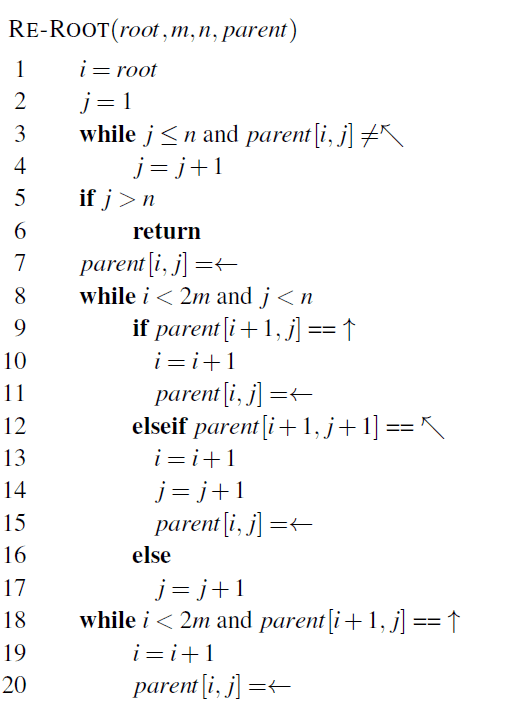 RE-ROOT(root,m,n,parent)
1 i = root
2 j = 1
3 while j ≤ n and parent[i, j] ≠↖
4 j = j+1
5 if j > n
6 return
7 parent[i, j] =←
8 while i < 2m and j < n
9 if parent[i+1, j] == ↑
10 i = i+1
11 parent[i, j] =←
12 elseif parent[i+1, j+1] == ↖
13 i = i+1
14 j = j+1
15 parent[i, j] =←
16 else
17 j = j+1
18 while i < 2m and parent[i+1, j] == ↑
19 i = i+1
20 parent[i, j] =←